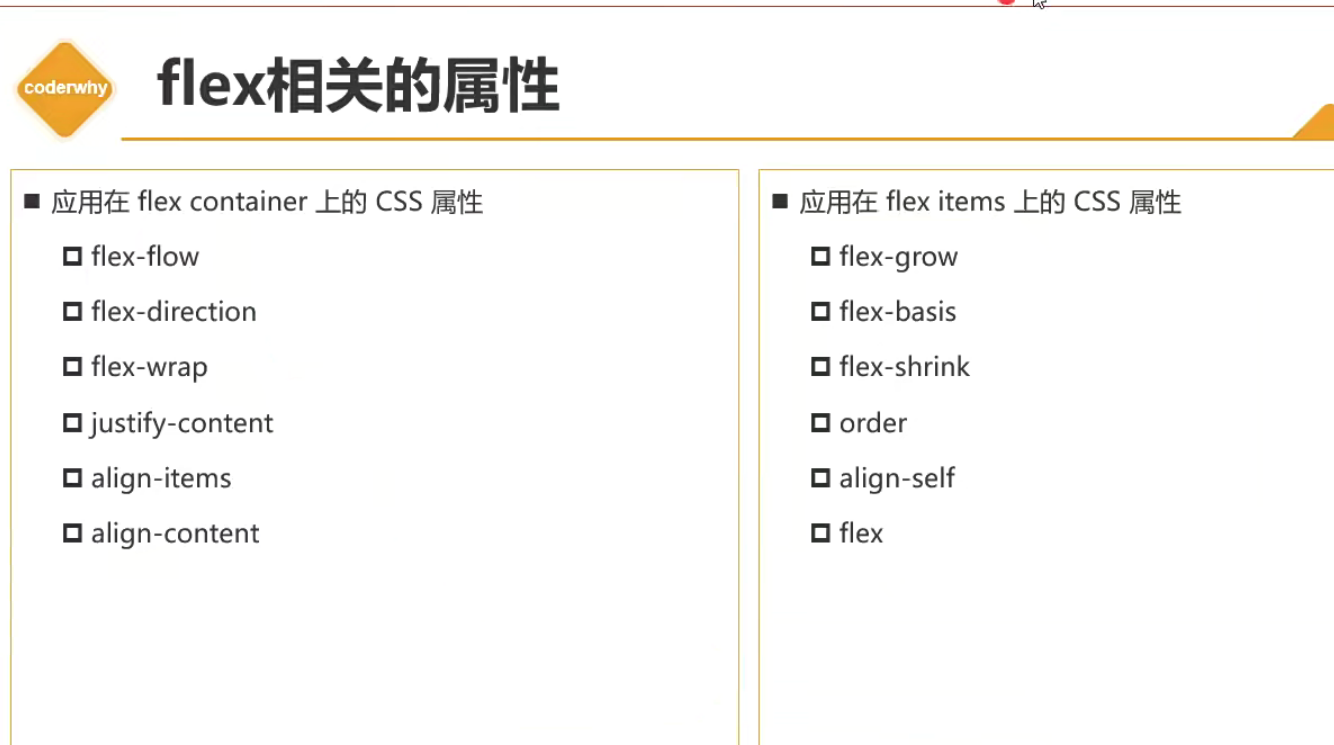 coderwhy
flex相关的属性
应用在 flex container 上的 CSS 属性
flex-flow
flex-direction
flex-wrap
justify-content
align-items
align-content
应用在 flex items 上的 CSS 属性
flex-grow
flex-basis
flex-shrink
order
align-self
flex